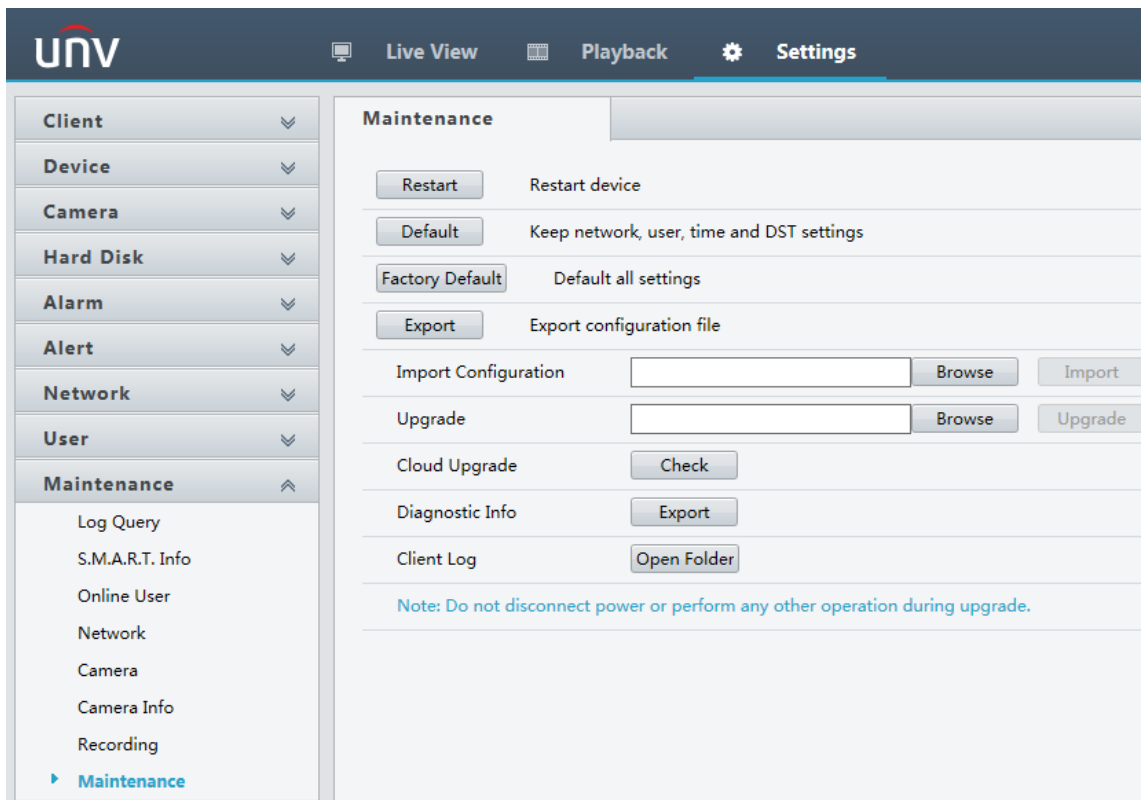 unv Live View Playback Settings
Client
Device
Camera
Hard Disk
Alarm
Alert
Network
User
Maintenance
Log Query
S.M.A.R.T. Info
Online User
Network
Camera
Camera Info
Recording
Maintenance
Maintenance
Restart Restart device
Default Keep network, user, time and DST settings
Factory Default Default all settings
Export Export configuration file
Import Configuration Browse Import
Upgrade Browse Upgrade
Cloud Upgrade Check
Diagnostic Info Export
Client Log Open Folder
Note: Do not disconnect power or perform any other operation during upgrade.